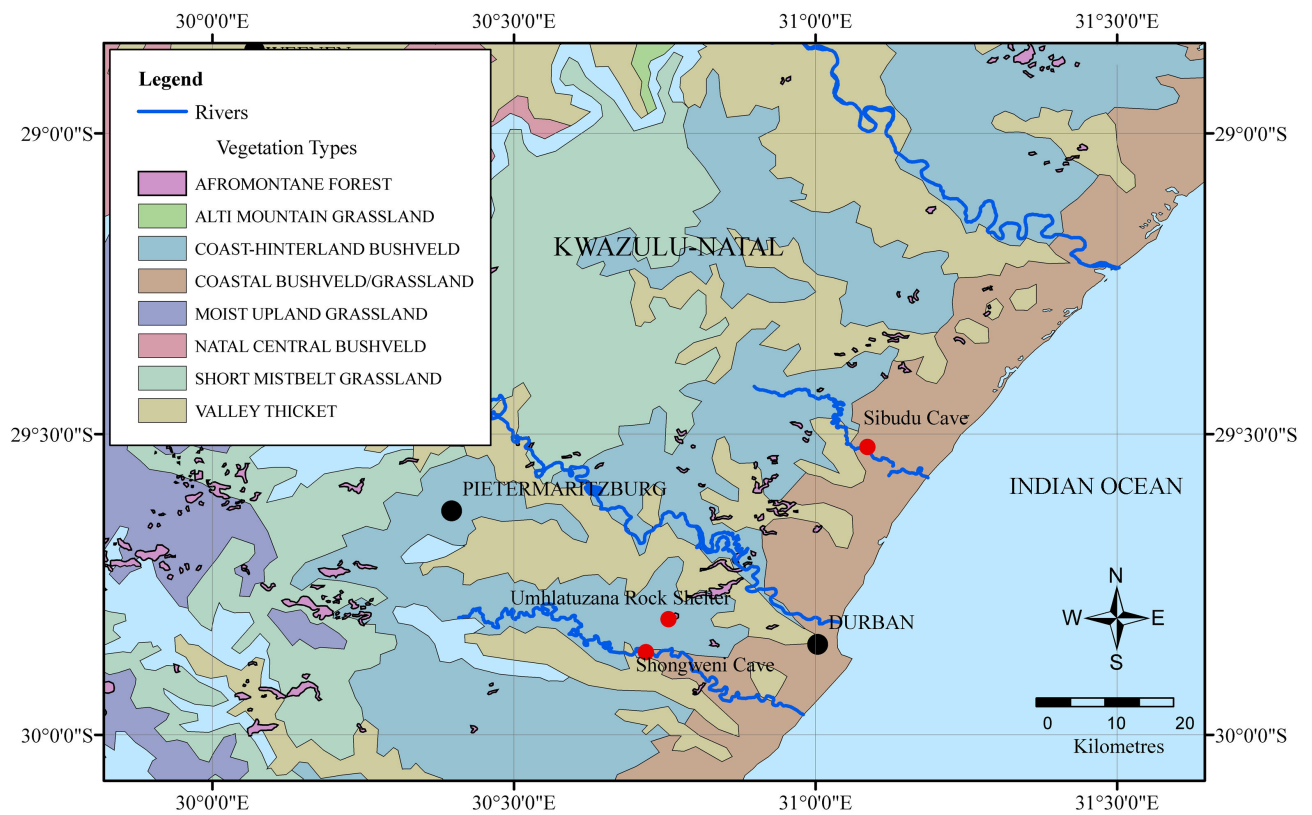 30°0'0"E
30°30'0"E
31°0'0"E
31°30'0"E
WEENEN
Legend
Rivers
Vegetation Types
AFROMONTANE FOREST
ALTI MOUNTAIN GRASSLAND
COAST-HINTERLAND BUSHVELD
COASTAL BUSHVELD/GRASSLAND
MOIST UPLAND GRASSLAND
NATAL CENTRAL BUSHVELD
SHORT MISTBELT GRASSLAND
VALLEY THICKET
29°0'0"S
29°0'0"S
KWAZULU-NATAL
Sibudu Cave
29°30'0"S
29°30'0"S
PIETERMARITZBURG
INDIAN OCEAN
N
W
E
S
Umhlatuzana Rock Shelter
DURBAN
Shongweni Cave
0 10 20
Kilometres
30°0'0"S
30°0'0"S
30°0'0"E
30°30'0"E
31°0'0"E
31°30'0"E